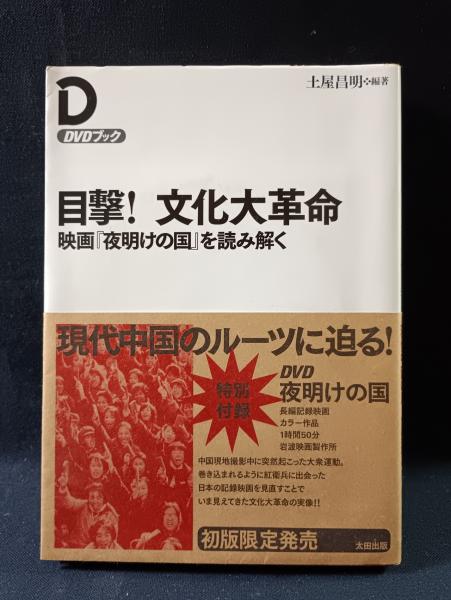 土屋昌明 編著
D
DVDブック
目撃! 文化大革命
映画『夜明けの国』を読み解く
現代中国のルーツに迫る!
特別
付録
DVD
夜明けの国
長編記録映画
カラー作品
1時間50分
岩波映画製作所
中国現地撮影中に突然起こった大衆運動。
巻き込まれるように紅衛兵に出会った
日本の記録映画を見直すことで
いま見えてきた文化大革命の実像!!
初版限定発売
太田出版